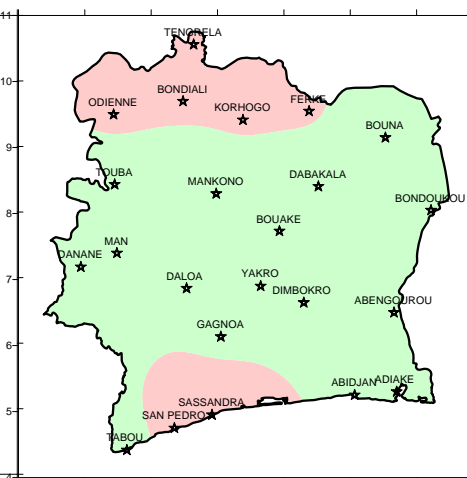 11
TENGRELA
10
BONDIALI
ODIENNE
FERKE
KORHOGO
BOUNA
9
TOUBA
DABAKALA
MANKONO
BONDOUKOU
8
BOUAKE
MAN
DANANE
7
YAKRO
DALOA
DIMBOKRO
ABENGOUROU
GAGNOA
6
ADIAKE
ABIDJAN
SASSANDRA
5
SAN PEDRO
TABOU
4